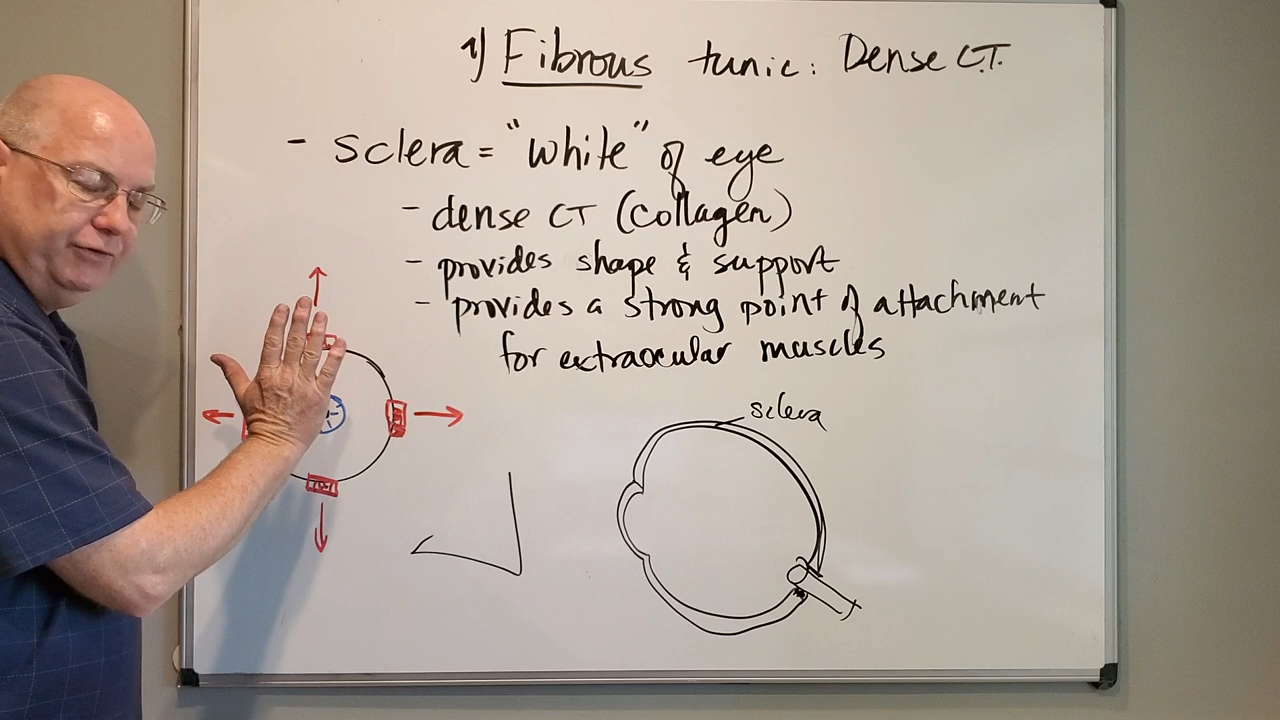 1) Fibrous tunic: Dense C.T.
- sclera = "white" of eye
- dense CT (collagen)
- provides shape & support
- provides a strong point of attachment
for extraocular muscles
sclera